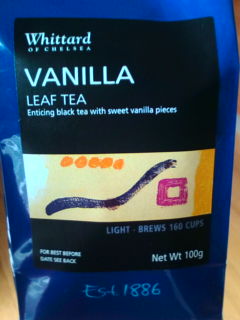 Whittard
OF CHELSEA
VANILLA
LEAF TEA
Enticing black tea with sweet vanilla pieces
LIGHT · BREWS 160 CUPS
FOR BEST BEFORE
DATE SEE BACK
Net Wt 100g
Est. 1886